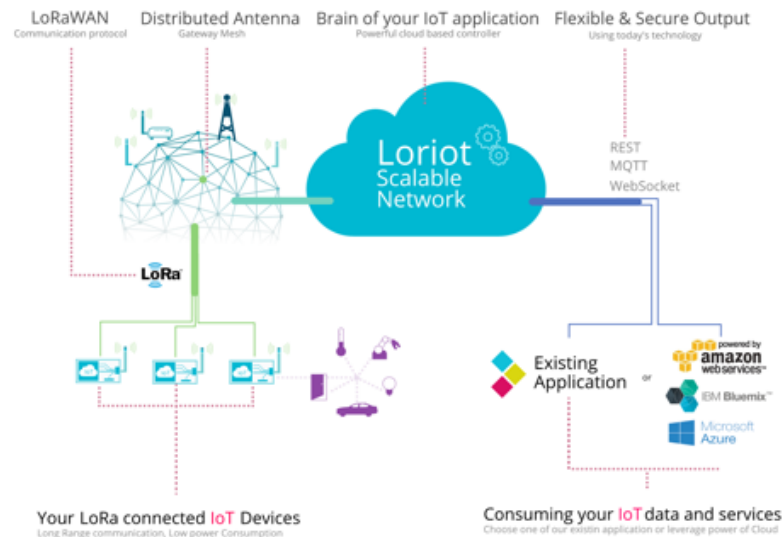 LoRaWAN
Communication protocol
Distributed Antenna
Gateway Mesh
Brain of your IoT application
Powerful cloud based controller
Flexible & Secure Output
Using today's technology
Loriot
Scalable
Network
REST
MQTT
WebSocket
LoRa
Existing
Application
or
powered by
amazon
webservices™
IBM Bluemix™
Microsoft
Azure
Your LoRa connected IoT Devices
Long Range communication, Low power Consumption
Consuming your IoT data and services
Choose one of our existin application or leverage power of Cloud